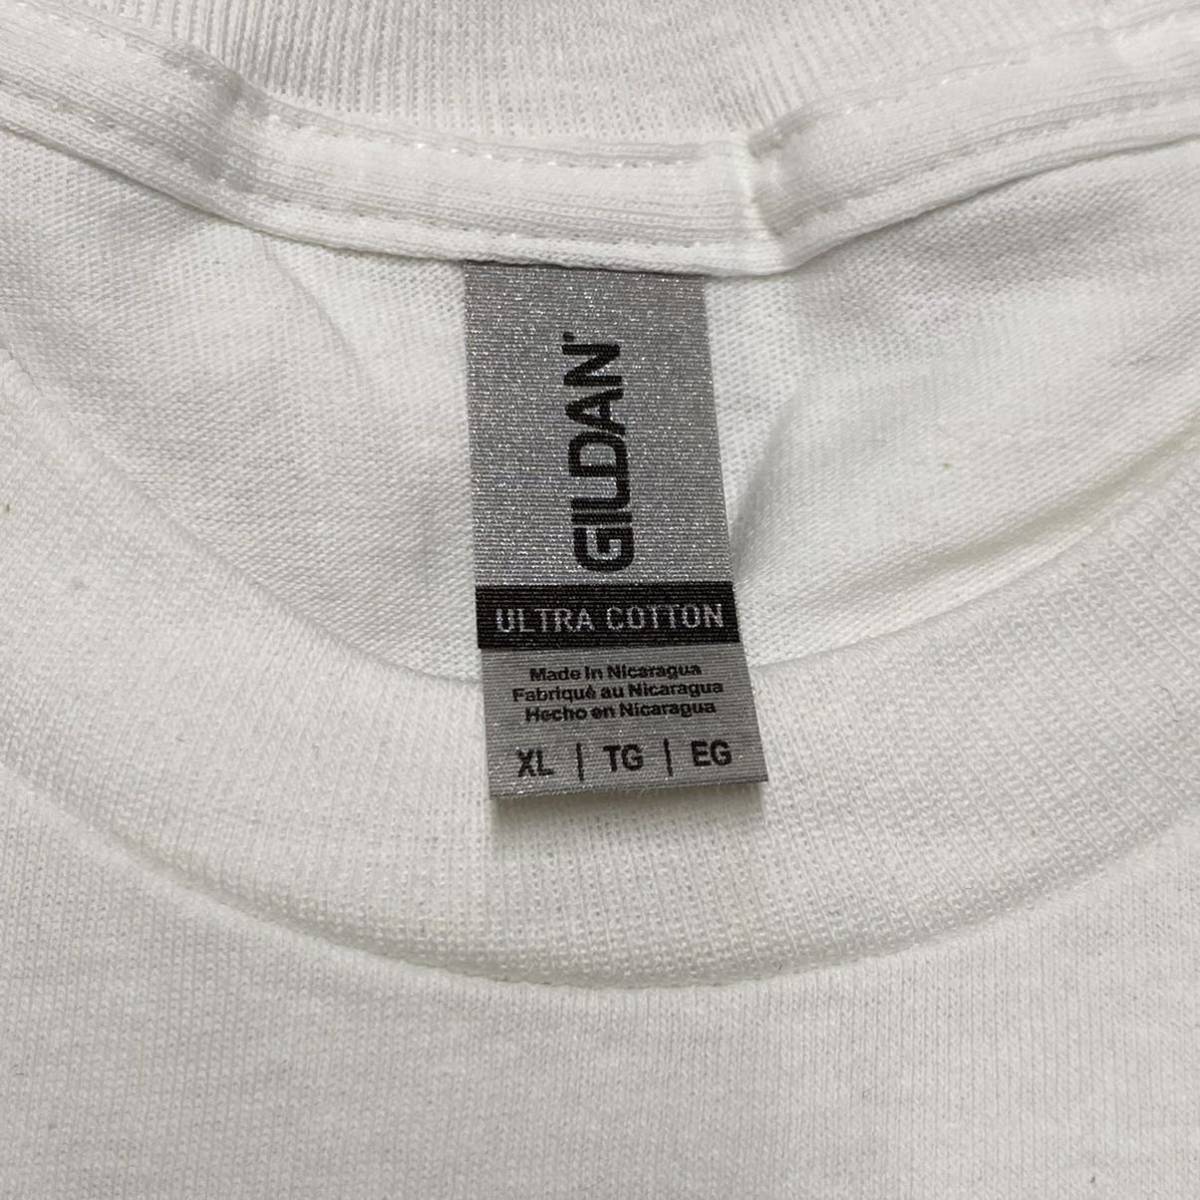 GILDAN
ULTRA COTTON
Made in Nicaragua
Fabriqué au Nicaragua
Hecho en Nicaragua
XL | TG | EG